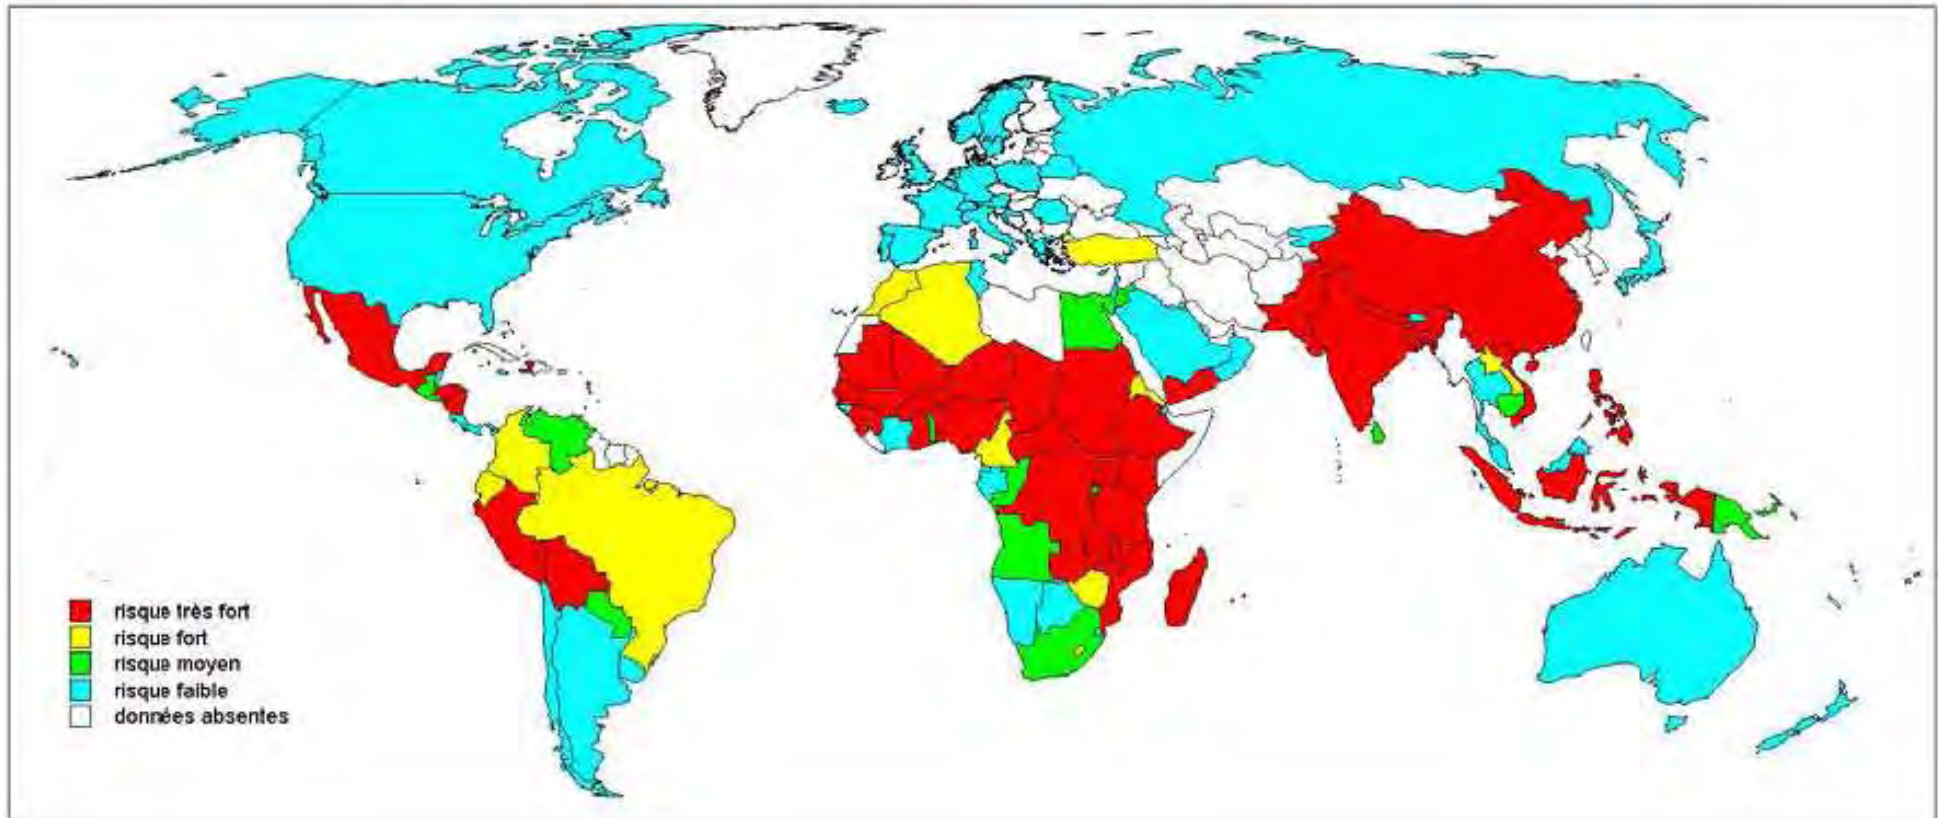 risque très fort
risque fort
risque moyen
risque faible
données absentes